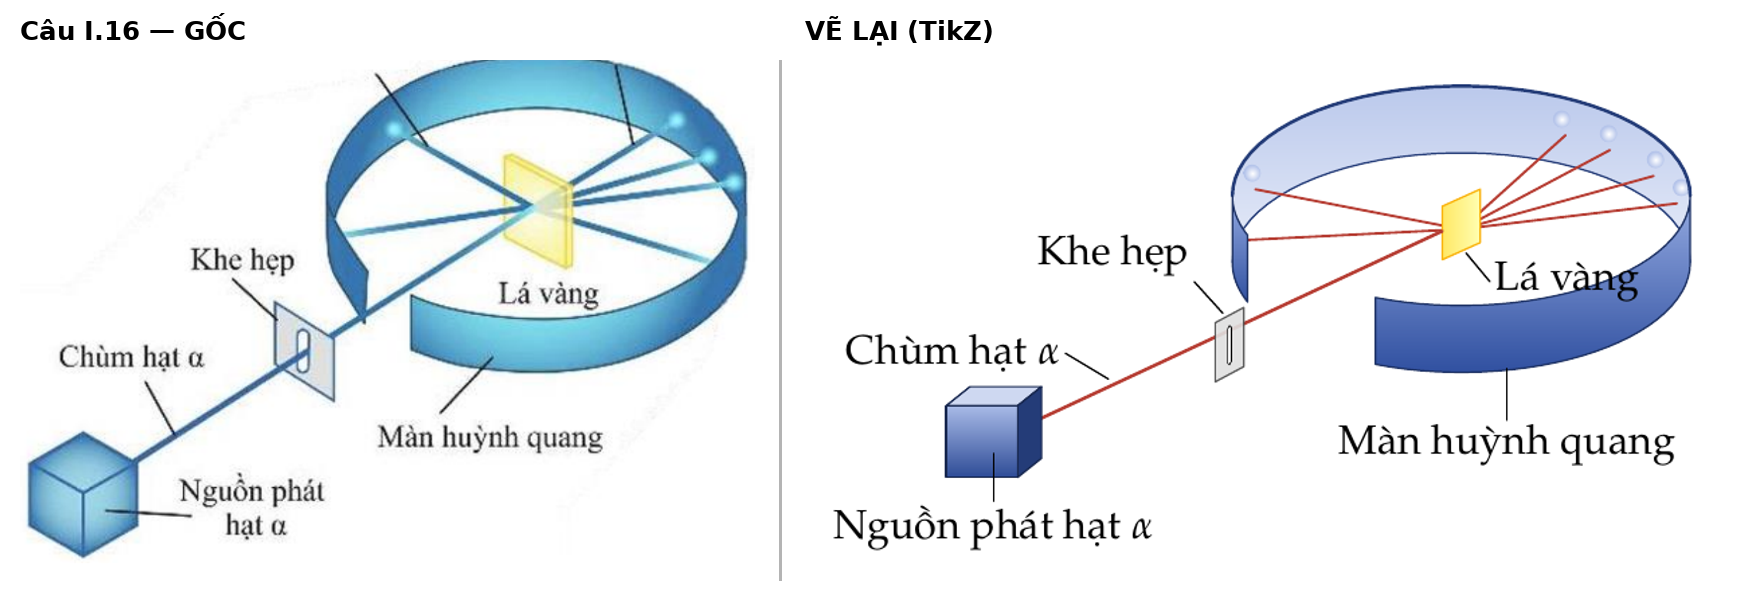 Câu I.16 — GỐC
Khe hẹp
Lá vàng
Chùm hạt α
Màn huỳnh quang
Nguồn phát
hạt α
VẼ LẠI (TikZ)
Khe hẹp
Lá vàng
Chùm hạt α
Màn huỳnh quang
Nguồn phát hạt α